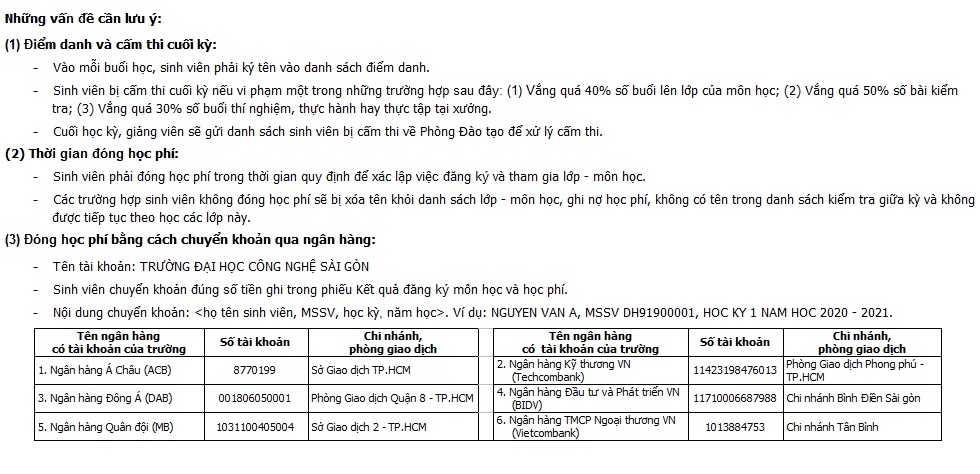 Những vấn đề cần lưu ý:
(1) Điểm danh và cấm thi cuối kỳ:
- Vào mỗi buổi học, sinh viên phải ký tên vào danh sách điểm danh.
- Sinh viên bị cấm thi cuối kỳ nếu vi phạm một trong những trường hợp sau đây: (1) Vắng quá 40% số buổi lên lớp của môn học; (2) Vắng quá 50% số bài kiểm
tra; (3) Vắng quá 30% số buổi thí nghiệm, thực hành hay thực tập tại xưởng.
- Cuối học kỳ, giảng viên sẽ gửi danh sách sinh viên bị cấm thi về Phòng Đào tạo để xử lý cấm thi.
(2) Thời gian đóng học phí:
- Sinh viên phải đóng học phí trong thời gian quy định để xác lập việc đăng ký và tham gia lớp - môn học.
- Các trường hợp sinh viên không đóng học phí sẽ bị xóa tên khỏi danh sách lớp - môn học, ghi nợ học phí, không có tên trong danh sách kiểm tra giữa kỳ và không
được tiếp tục theo học các lớp này.
(3) Đóng học phí bằng cách chuyển khoản qua ngân hàng:
- Tên tài khoản: TRƯỜNG ĐẠI HỌC CÔNG NGHỆ SÀI GÒN
- Sinh viên chuyển khoản đúng số tiền ghi trong phiếu Kết quả đăng ký môn học và học phí.
- Nội dung chuyển khoản: <họ tên sinh viên, MSSV, học kỳ, năm học>. Ví dụ: NGUYEN VAN A, MSSV DH91900001, HOC KY 1 NAM HOC 2020 - 2021.
Tên ngân hàng
có tài khoản của trường
Số tài khoản
Chi nhánh,
phòng giao dịch
Tên ngân hàng
có tài khoản của trường
Số tài khoản
Chi nhánh,
phòng giao dịch
1. Ngân hàng Á Châu (ACB)
8770199
Sở Giao dịch TP.HCM
2. Ngân hàng Kỹ thương VN
(Techcombank)
11423198476013
Phòng Giao dịch Phong phú -
TP.HCM
3. Ngân hàng Đông Á (DAB)
001806050001
Phòng Giao dịch Quận 8 - TP.HCM
4. Ngân hàng Đầu tư và Phát triển VN
(BIDV)
11710006687988
Chi nhánh Bình Điền Sài gòn
5. Ngân hàng Quân đội (MB)
1031100405004
Sở Giao dịch 2 - TP.HCM
6. Ngân hàng TMCP Ngoại thương VN
(Vietcombank)
1013884753
Chi nhánh Tân Bình